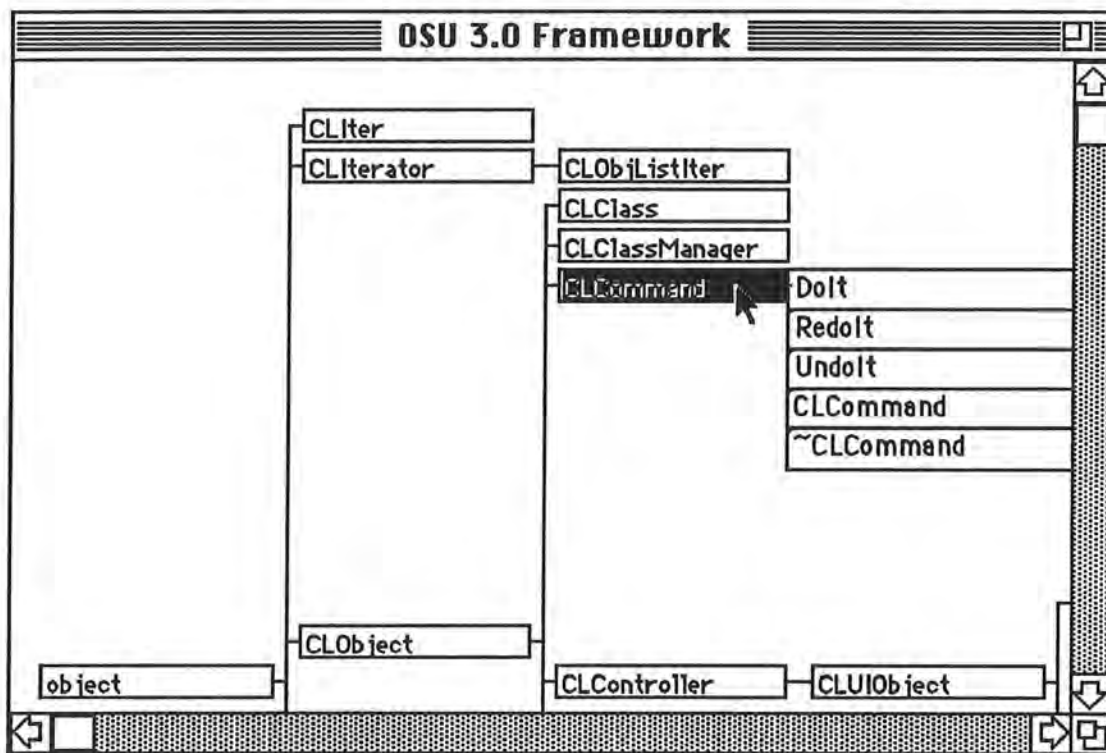 OSU 3.0 Framework
CLIter
CLIterator
CLObjListIter
CLClass
CLClassManager
CLCommand
DoIt
RedoIt
UndoIt
CLCommand
~CLCommand
CLObject
object
CLController
CLUIObject